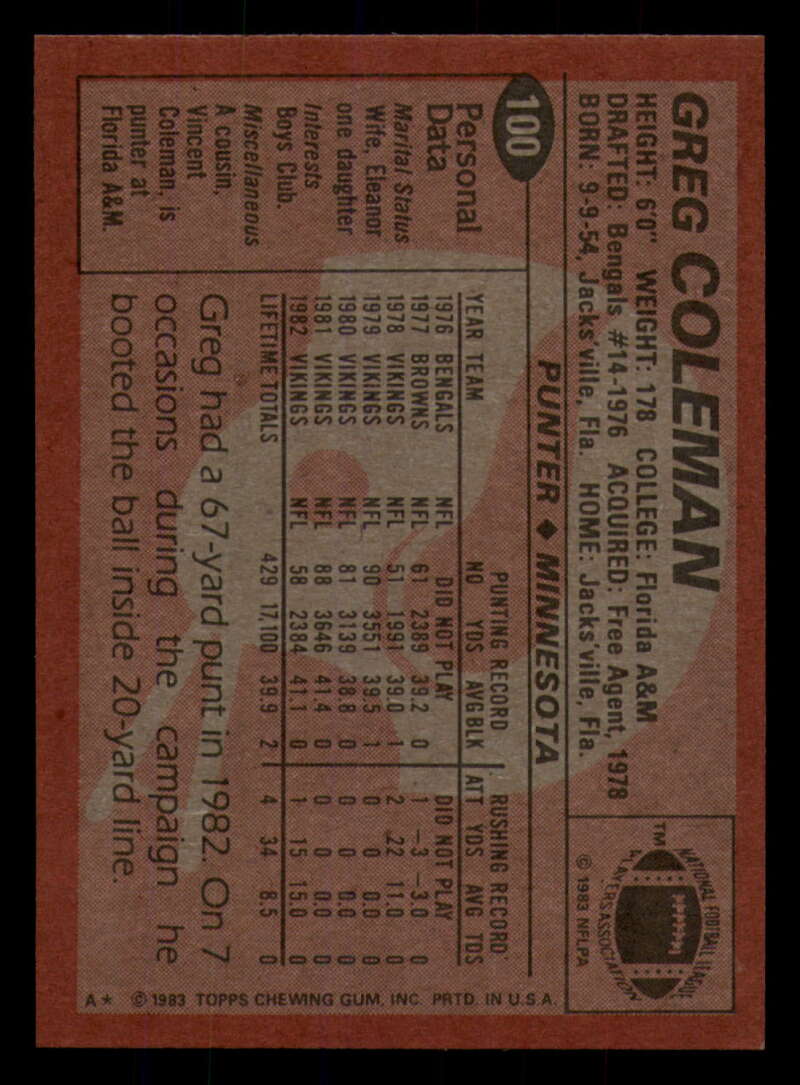 GREG COLEMAN
HEIGHT: 6'0" WEIGHT: 178 COLLEGE: Florida A&M
DRAFTED: Bengals #14-1976 ACQUIRED: Free Agent, 1978
BORN: 9-9-54, Jacks'ville, Fla. HOME: Jacks'ville, Fla.
NATIONAL FOOTBALL LEAGUE
PLAYERS ASSOCIATION
TM
© 1983 NFLPA
100
PUNTER ♦ MINNESOTA
Personal
Data
Marital Status
Wife, Eleanor
one daughter
Interests
Boys Club.
Miscellaneous
A cousin,
Vincent
Coleman, is
punter at
Florida A&M.
PUNTING RECORD RUSHING RECORD
YEAR TEAM NO YDS AVG BLK ATT YDS AVG TDS
1976 BENGALS NFL DID NOT PLAY DID NOT PLAY
1977 BROWNS NFL 61 2389 39.2 0 1 -3 -3.0 0
1978 VIKINGS NFL 51 1991 39.0 1 2 22 11.0 0
1979 VIKINGS NFL 90 3551 39.5 1 0 0 0.0 0
1980 VIKINGS NFL 81 3139 38.8 0 0 0 0.0 0
1981 VIKINGS NFL 88 3646 41.4 0 0 0 0.0 0
1982 VIKINGS NFL 58 2384 41.1 0 1 15 15.0 0
LIFETIME TOTALS 429 17,100 39.9 2 4 34 8.5 0
Greg had a 67-yard punt in 1982. On 7
occasions during the campaign he
booted the ball inside 20-yard line.
A* © 1983 TOPPS CHEWING GUM, INC. PRTD. IN U.S.A.